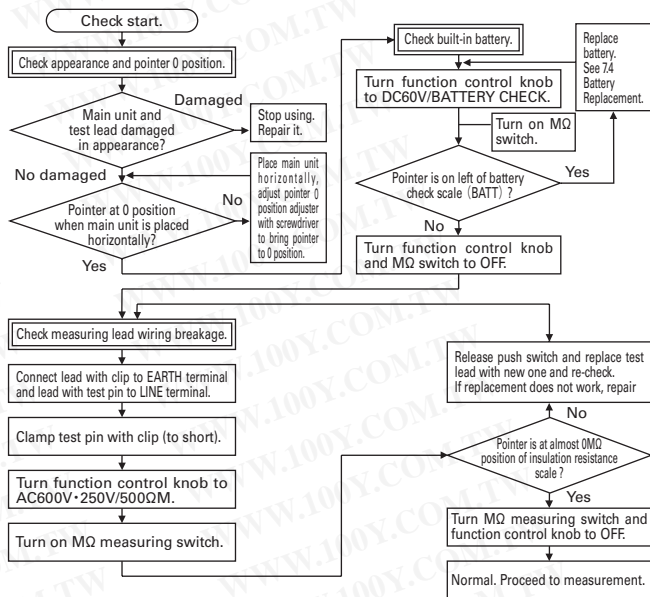 Check start.
Check appearance and pointer 0 position.
Main unit and
test lead damaged
in appearance?
Damaged
Stop using.
Repair it.
No damaged
Pointer at 0 position
when main unit is placed
horizontally?
No
Place main unit
horizontally,
adjust pointer 0
position adjuster
with screwdriver
to bring pointer
to 0 position.
Yes
Check built-in battery.
Turn function control knob
to DC60V/BATTERY CHECK.
Turn on MΩ
switch.
Replace
battery.
See 7.4
Battery
Replacement.
Pointer is on left of battery
check scale (BATT) ?
Yes
No
Turn function control knob
and MΩ switch to OFF.
Check measuring lead wiring breakage.
Connect lead with clip to EARTH terminal
and lead with test pin to LINE terminal.
Clamp test pin with clip (to short).
Turn function control knob to
AC600V・250V/500ΩM.
Turn on MΩ measuring switch.
Release push switch and replace test
lead with new one and re-check.
If replacement does not work, repair
No
Pointer is at almost 0MΩ
position of insulation resistance
scale ?
Yes
Turn MΩ measuring switch and
function control knob to OFF.
Normal. Proceed to measurement.
WWW.100Y.COM.TW